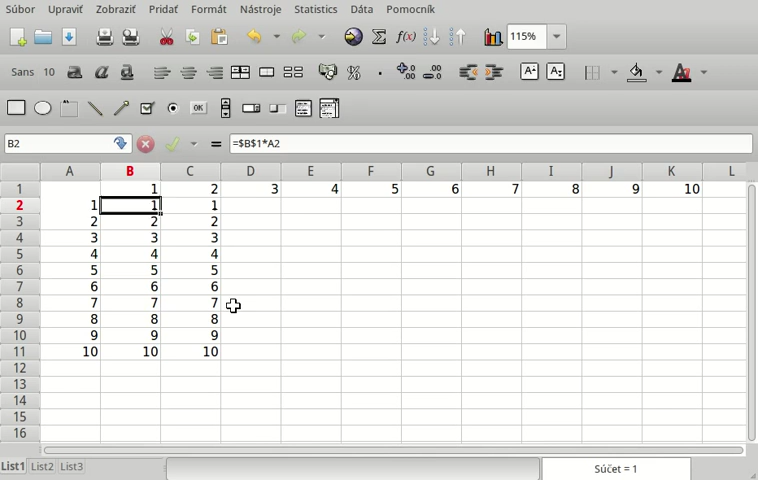 Súbor Upraviť Zobraziť Pridať Formát Nástroje Statistics Dáta Pomocník
f(x) 115%
Sans 10 a a a % .0 .00 A A A
OK
B2 = =$B$1*A2
A B C D E F G H I J K L
1 1 2 3 4 5 6 7 8 9 10
2 1 1 1
3 2 2 2
4 3 3 3
5 4 4 4
6 5 5 5
7 6 6 6
8 7 7 7
9 8 8 8
10 9 9 9
11 10 10 10
12
13
14
15
16
List1 List2 List3 Súčet = 1